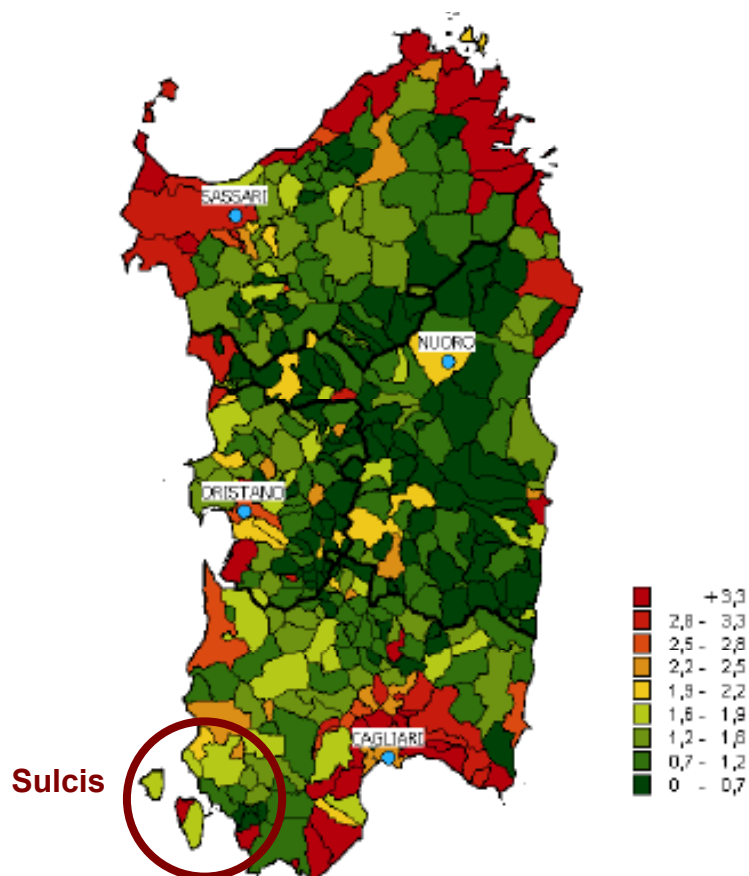 SASSARI
NUORO
ORISTANO
CAGLIARI
Sulcis
+3,3
2,8 - 3,3
2,5 - 2,8
2,2 - 2,5
1,9 - 2,2
1,6 - 1,9
1,2 - 1,6
0,7 - 1,2
0 - 0,7